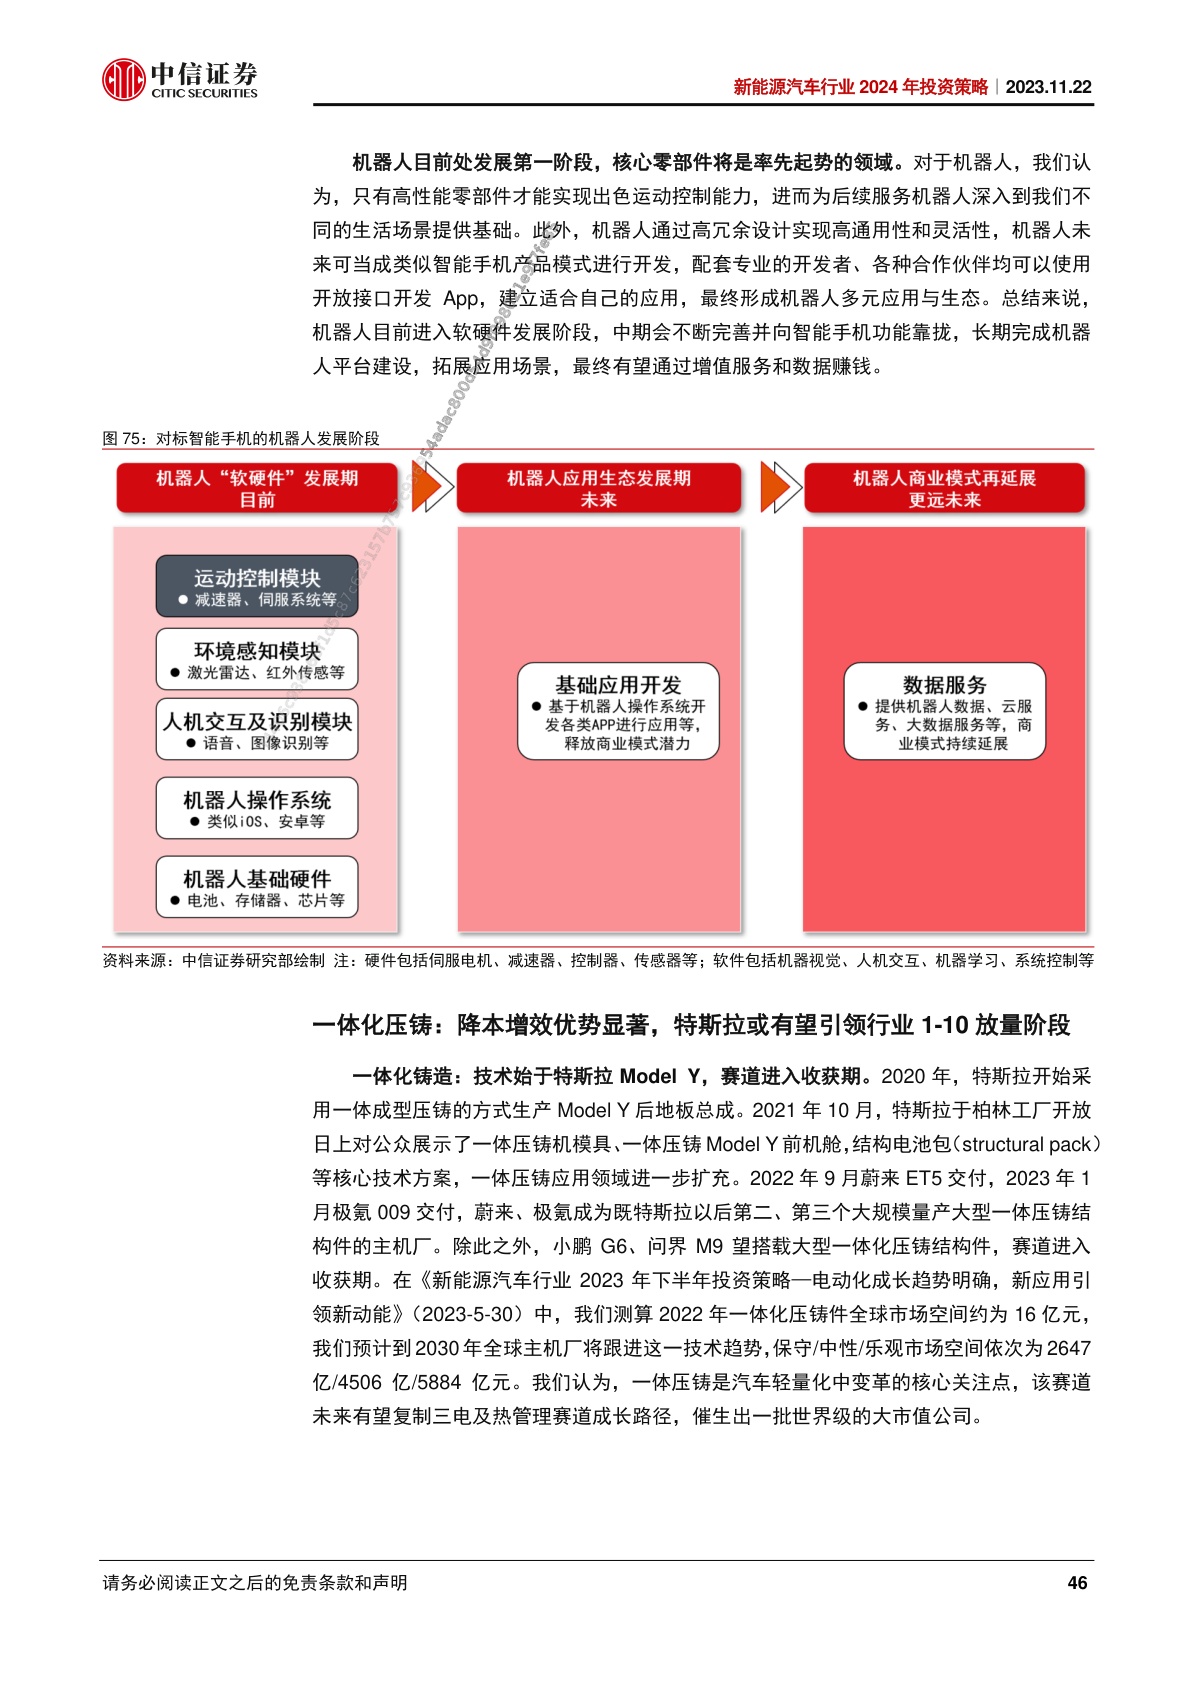 中信证券
CITIC SECURITIES
新能源汽车行业 2024 年投资策略｜2023.11.22
机器人目前处发展第一阶段，核心零部件将是率先起势的领域。对于机器人，我们认
为，只有高性能零部件才能实现出色运动控制能力，进而为后续服务机器人深入到我们不
同的生活场景提供基础。此外，机器人通过高冗余设计实现高通用性和灵活性，机器人未
来可当成类似智能手机产品模式进行开发，配套专业的开发者、各种合作伙伴均可以使用
开放接口开发 App，建立适合自己的应用，最终形成机器人多元应用与生态。总结来说，
机器人目前进入软硬件发展阶段，中期会不断完善并向智能手机功能靠拢，长期完成机器
人平台建设，拓展应用场景，最终有望通过增值服务和数据赚钱。
图 75：对标智能手机的机器人发展阶段
机器人“软硬件”发展期
目前
机器人应用生态发展期
未来
机器人商业模式再延展
更远未来
运动控制模块
● 减速器、伺服系统等
环境感知模块
● 激光雷达、红外传感等
人机交互及识别模块
● 语音、图像识别等
机器人操作系统
● 类似iOS、安卓等
机器人基础硬件
● 电池、存储器、芯片等
基础应用开发
● 基于机器人操作系统开
发各类APP进行应用等，
释放商业模式潜力
数据服务
● 提供机器人数据、云服
务、大数据服务等，商
业模式持续延展
资料来源：中信证券研究部绘制 注：硬件包括伺服电机、减速器、控制器、传感器等；软件包括机器视觉、人机交互、机器学习、系统控制等
一体化压铸：降本增效优势显著，特斯拉或有望引领行业 1-10 放量阶段
一体化铸造：技术始于特斯拉 Model Y，赛道进入收获期。2020 年，特斯拉开始采
用一体成型压铸的方式生产 Model Y 后地板总成。2021 年 10 月，特斯拉于柏林工厂开放
日上对公众展示了一体压铸机模具、一体压铸 Model Y 前机舱，结构电池包（structural pack）
等核心技术方案，一体压铸应用领域进一步扩充。2022 年 9 月蔚来 ET5 交付，2023 年 1
月极氪 009 交付，蔚来、极氪成为既特斯拉以后第二、第三个大规模量产大型一体压铸结
构件的主机厂。除此之外，小鹏 G6、问界 M9 望搭载大型一体化压铸结构件，赛道进入
收获期。在《新能源汽车行业 2023 年下半年投资策略—电动化成长趋势明确，新应用引
领新动能》（2023-5-30）中，我们测算 2022 年一体化压铸件全球市场空间约为 16 亿元，
我们预计到 2030 年全球主机厂将跟进这一技术趋势，保守/中性/乐观市场空间依次为 2647
亿/4506 亿/5884 亿元。我们认为，一体压铸是汽车轻量化中变革的核心关注点，该赛道
未来有望复制三电及热管理赛道成长路径，催生出一批世界级的大市值公司。
请务必阅读正文之后的免责条款和声明
46